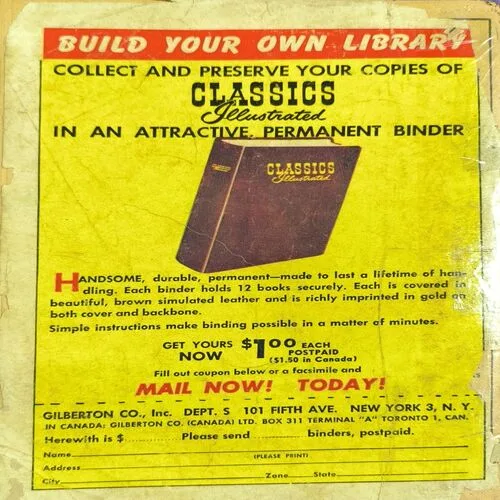 BUILD YOUR OWN LIBRARY
COLLECT AND PRESERVE YOUR COPIES OF
CLASSICS
Illustrated
IN AN ATTRACTIVE, PERMANENT BINDER
CLASSICS
Illustrated
HANDSOME, durable, permanent—made to last a lifetime of han-
dling. Each binder holds 12 books securely. Each is covered in
beautiful, brown simulated leather and is richly imprinted in gold on
both cover and backbone.
Simple instructions make binding possible in a matter of minutes.
GET YOURS NOW $1.00 EACH POSTPAID
($1.50 in Canada)
Fill out coupon below or a facsimile and
MAIL NOW! TODAY!
GILBERTON CO., Inc. DEPT. S 101 FIFTH AVE. NEW YORK 3, N. Y.
IN CANADA: GILBERTON CO. (CANADA) LTD. BOX 311 TERMINAL "A" TORONTO 1, CAN.
Herewith is $........ Please send ........ binders, postpaid.
Name
(PLEASE PRINT)
Address
City Zone State